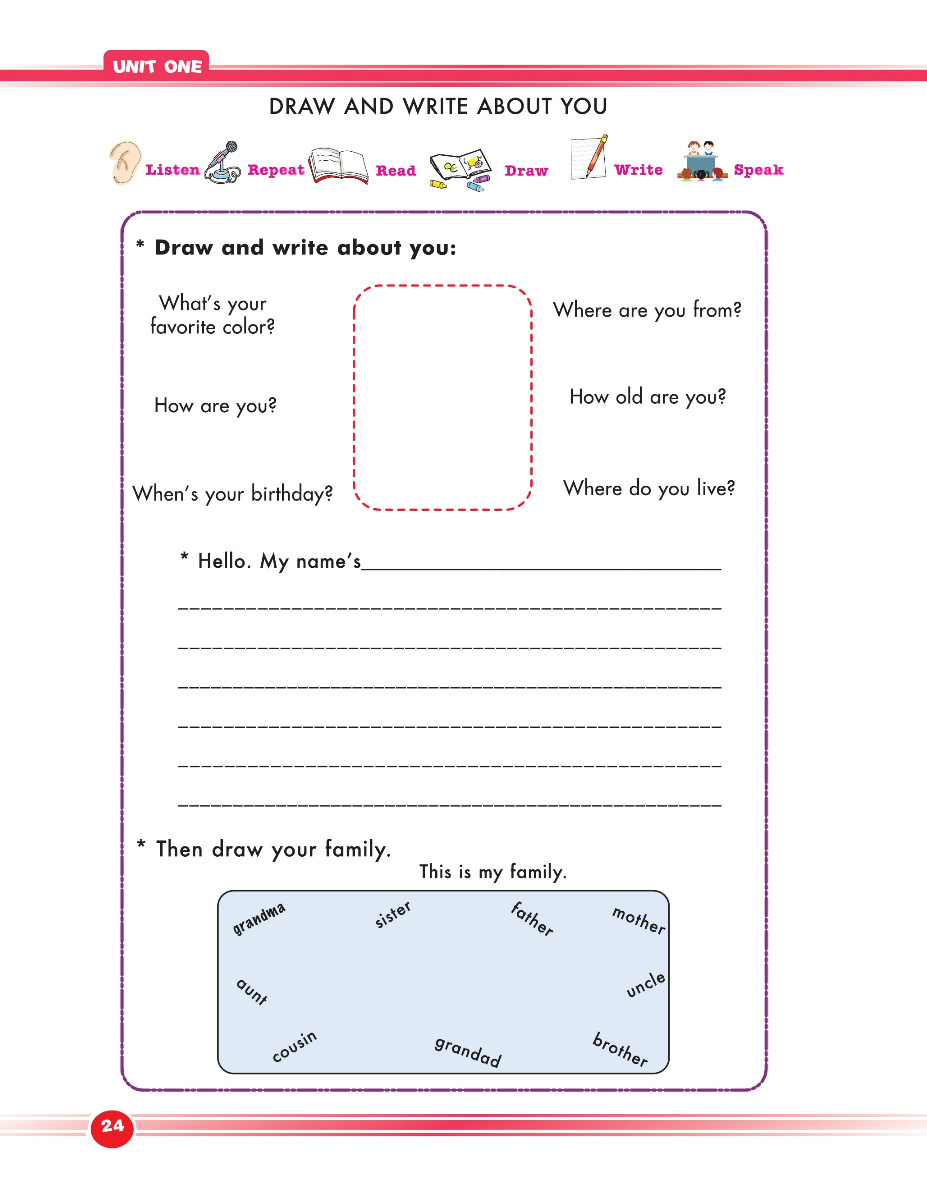 UNIT ONE
DRAW AND WRITE ABOUT YOU
Listen Repeat Read Draw Write Speak
* Draw and write about you:
What's your
favorite color?
Where are you from?
How are you?
How old are you?
When's your birthday?
Where do you live?
* Hello. My name's
* Then draw your family.
This is my family.
grandma
sister
father
mother
aunt
uncle
cousin
grandad
brother
24